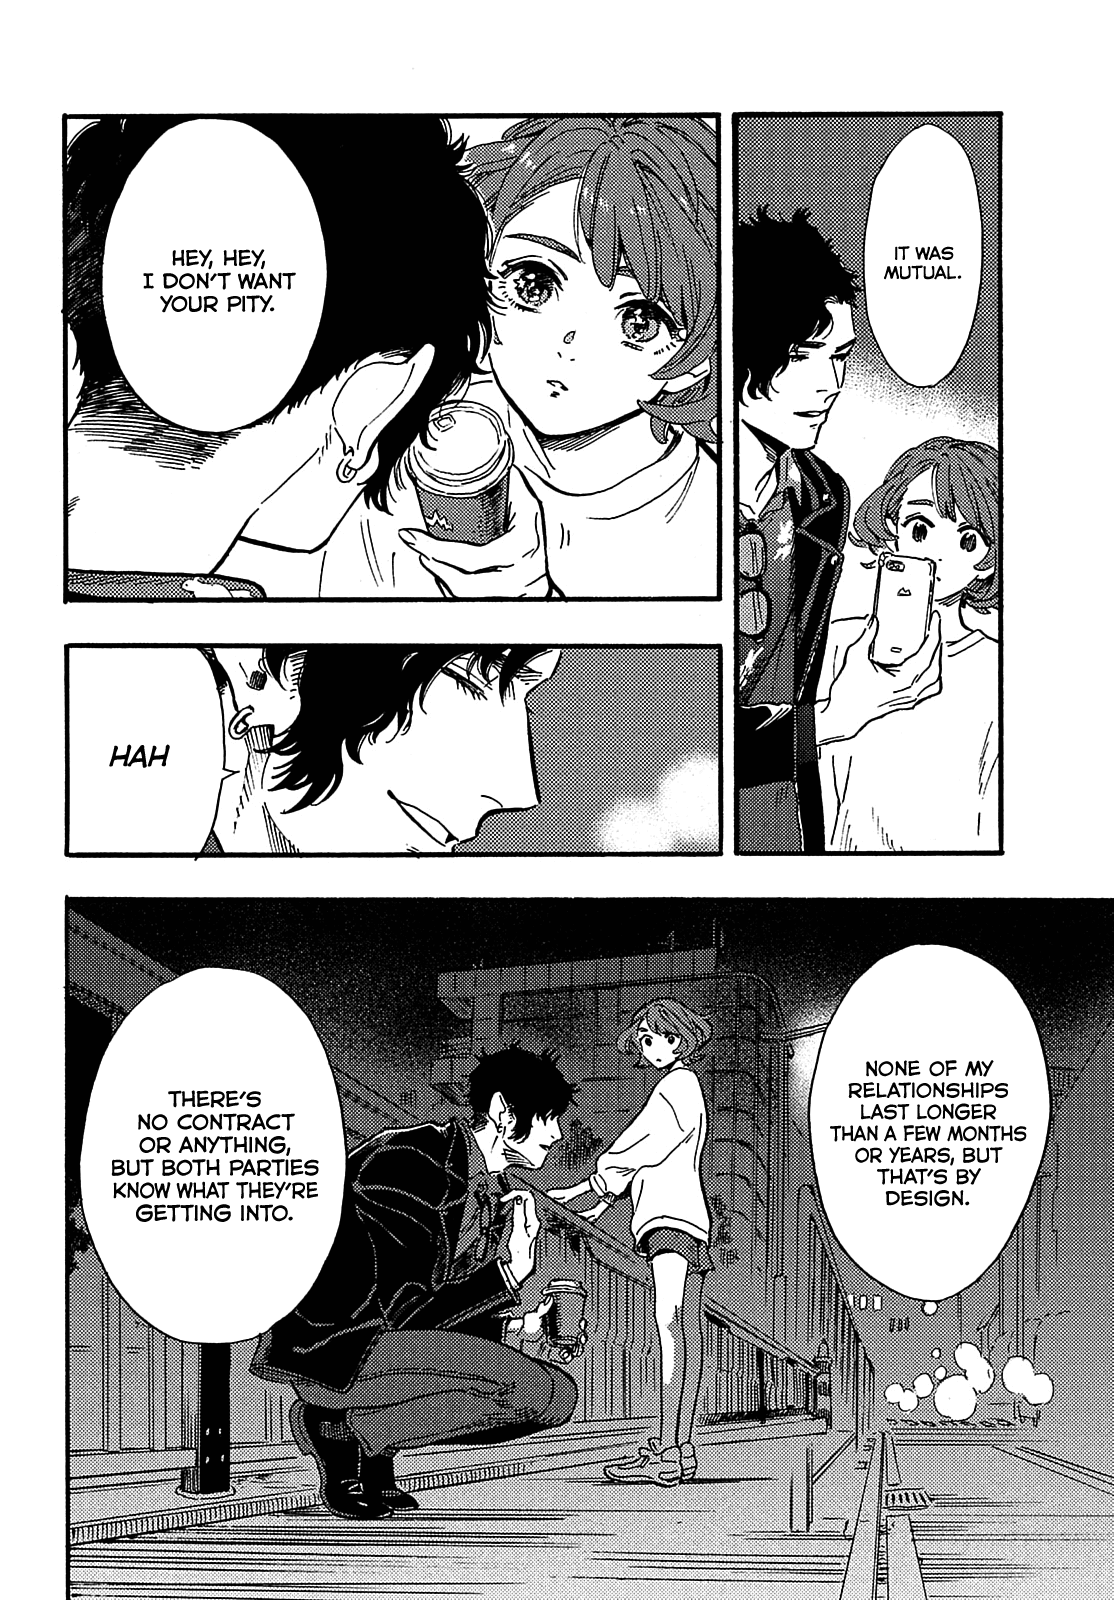 IT WAS
MUTUAL.
HEY, HEY,
I DON'T WANT
YOUR PITY.
HAH
NONE OF MY
RELATIONSHIPS
LAST LONGER
THAN A FEW MONTHS
OR YEARS, BUT
THAT'S BY
DESIGN.
THERE'S
NO CONTRACT
OR ANYTHING,
BUT BOTH PARTIES
KNOW WHAT THEY'RE
GETTING INTO.